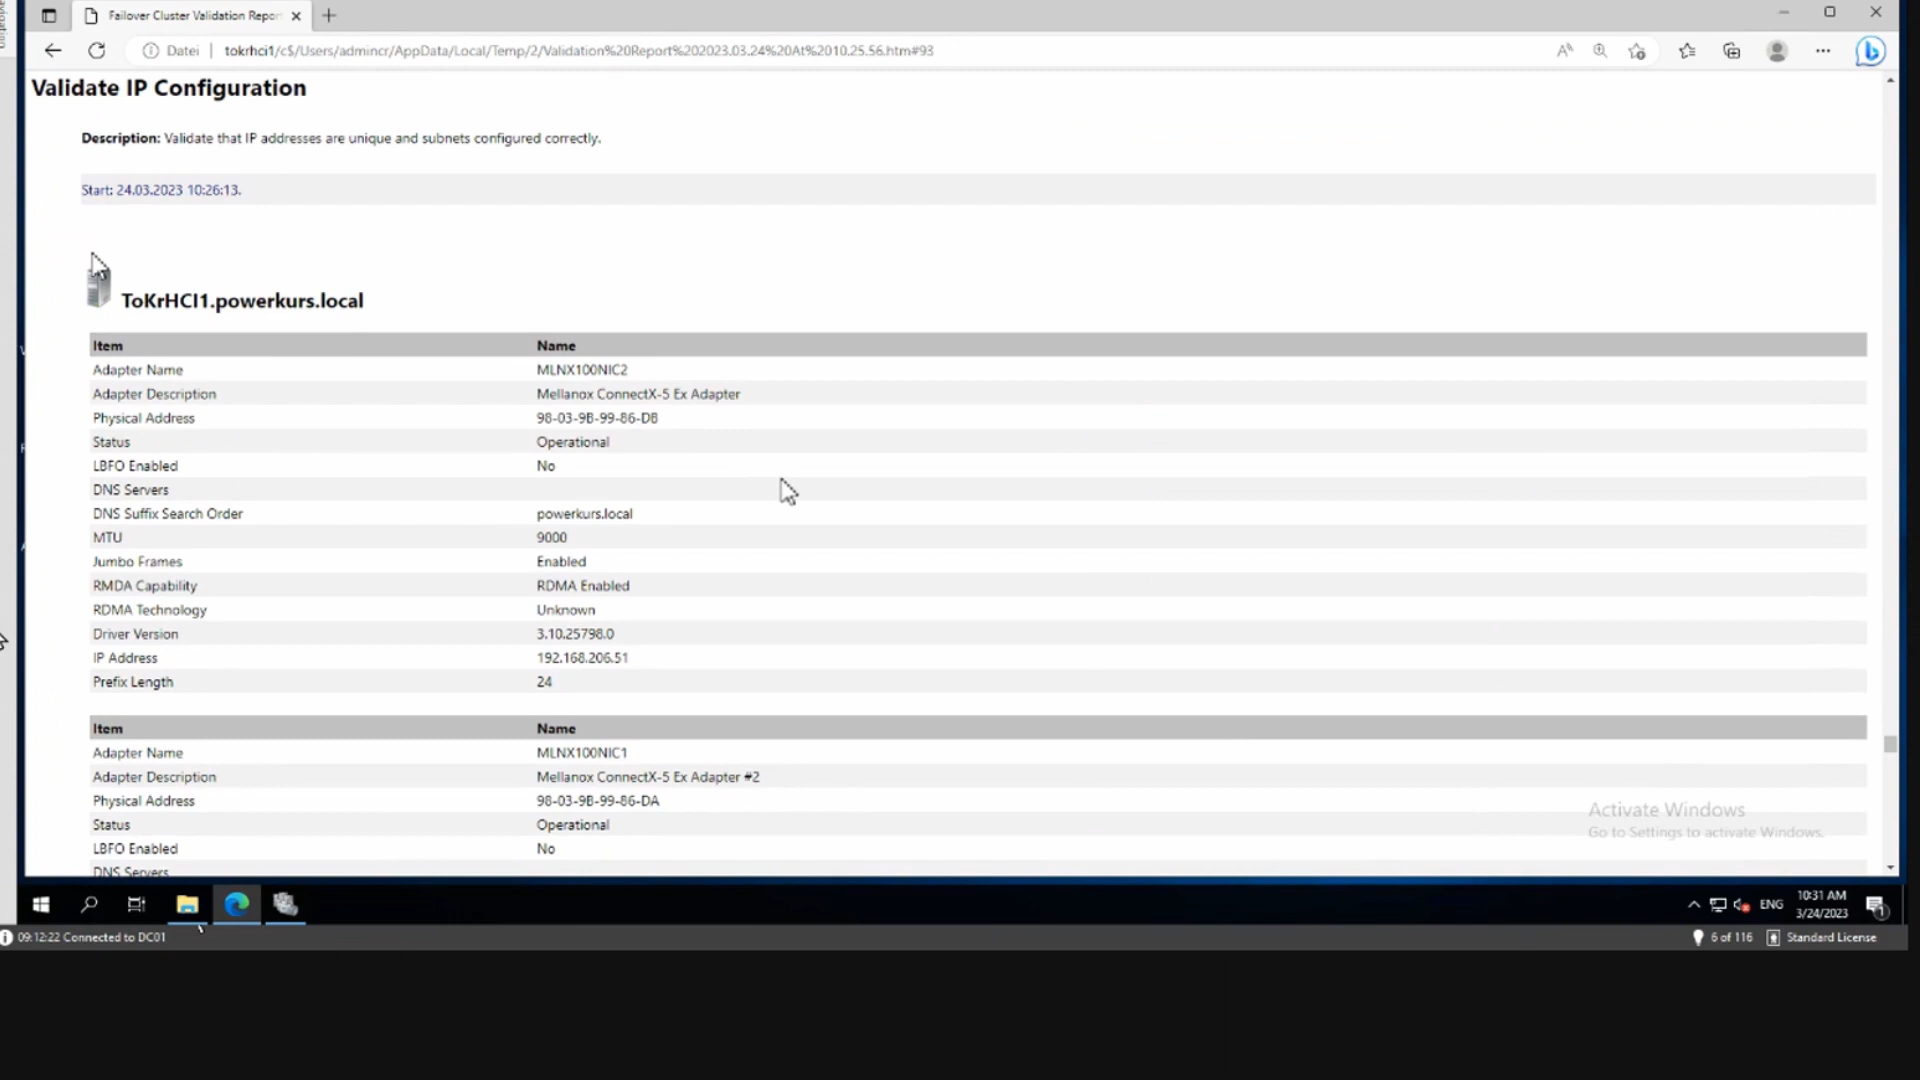 Failover Cluster Validation Repor
Datei
tokrhci1/c$/Users/admincr/AppData/Local/Temp/2/Validation%20Report%202023.03.24%20At%2010.25.56.htm#93
Validate IP Configuration
Description: Validate that IP addresses are unique and subnets configured correctly.
Start: 24.03.2023 10:26:13.
ToKrHCI1.powerkurs.local
Item Name
Adapter Name MLNX100NIC2
Adapter Description Mellanox ConnectX-5 Ex Adapter
Physical Address 98-03-9B-99-86-DB
Status Operational
LBFO Enabled No
DNS Servers
DNS Suffix Search Order powerkurs.local
MTU 9000
Jumbo Frames Enabled
RMDA Capability RDMA Enabled
RDMA Technology Unknown
Driver Version 3.10.25798.0
IP Address 192.168.206.51
Prefix Length 24
Item Name
Adapter Name MLNX100NIC1
Adapter Description Mellanox ConnectX-5 Ex Adapter #2
Physical Address 98-03-9B-99-86-DA
Status Operational
LBFO Enabled No
DNS Servers
Activate Windows
Go to Settings to activate Windows.
ENG
10:31 AM
3/24/2023
1
09:12:22 Connected to DC01
6 of 116
Standard License